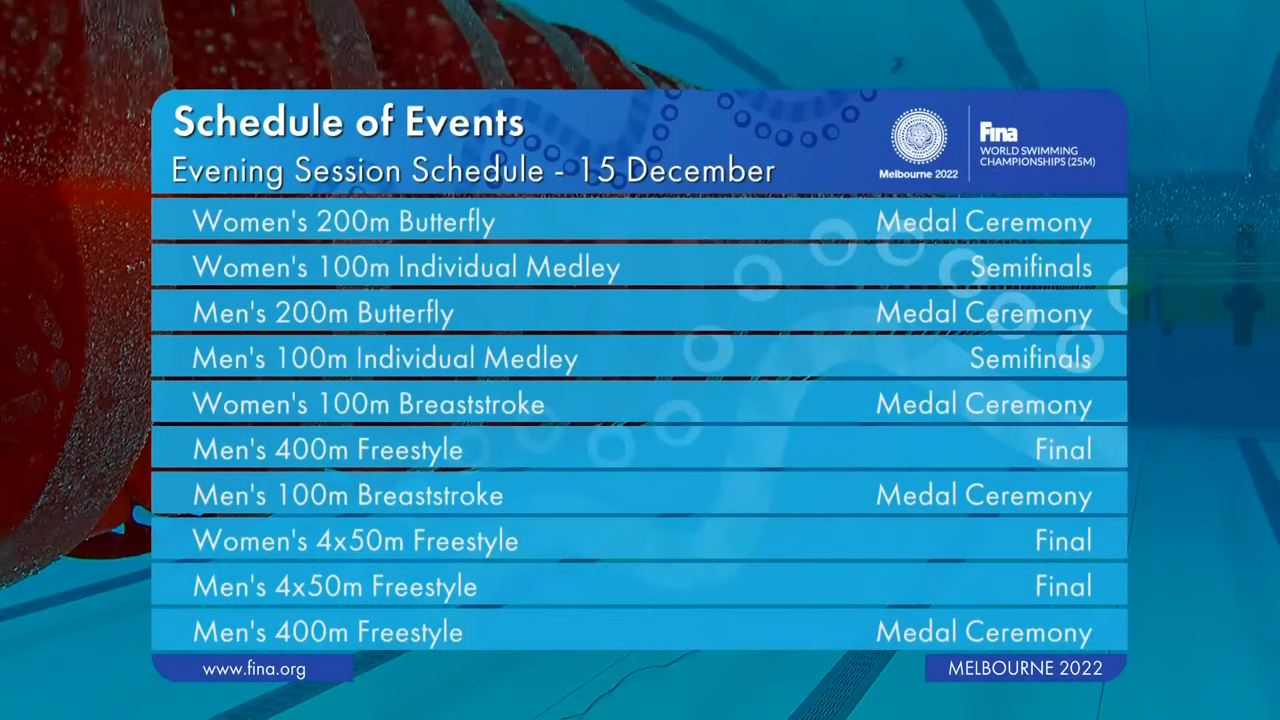 Schedule of Events
Evening Session Schedule - 15 December
Melbourne 2022
Fina
WORLD SWIMMING
CHAMPIONSHIPS (25M)
Women's 200m Butterfly Medal Ceremony
Women's 100m Individual Medley Semifinals
Men's 200m Butterfly Medal Ceremony
Men's 100m Individual Medley Semifinals
Women's 100m Breaststroke Medal Ceremony
Men's 400m Freestyle Final
Men's 100m Breaststroke Medal Ceremony
Women's 4x50m Freestyle Final
Men's 4x50m Freestyle Final
Men's 400m Freestyle Medal Ceremony
www.fina.org MELBOURNE 2022